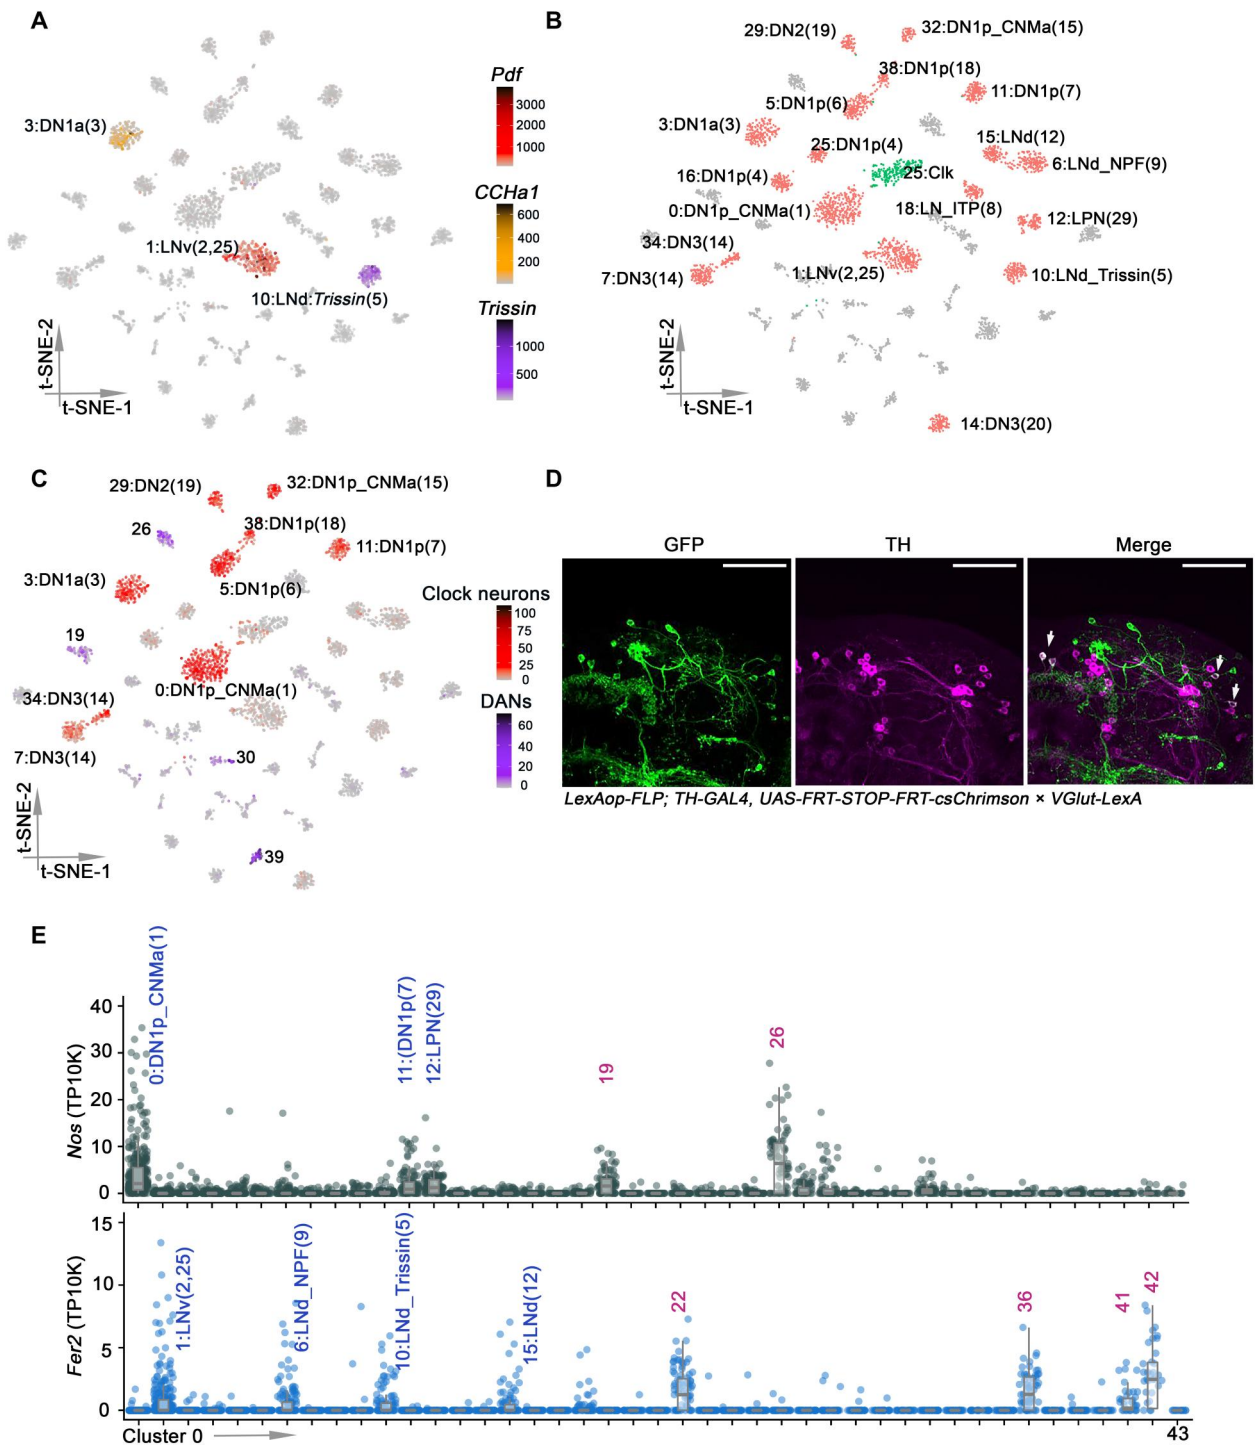 A
Pdf
3000
2000
1000
CCHa1
600
400
200
Trissin
1000
500
3:DN1a(3)
1:LNv(2,25)
10:LNd:Trissin(5)
t-SNE-2
t-SNE-1
B
29:DN2(19)
32:DN1p_CNMa(15)
38:DN1p(18)
5:DN1p(6)
11:DN1p(7)
3:DN1a(3)
25:DN1p(4)
15:LNd(12)
6:LNd_NPF(9)
16:DN1p(4)
25:Clk
0:DN1p_CNMa(1)
18:LN_ITP(8)
12:LPN(29)
34:DN3(14)
7:DN3(14)
1:LNv(2,25)
10:LNd_Trissin(5)
t-SNE-2
t-SNE-1
14:DN3(20)
C
29:DN2(19)
32:DN1p_CNMa(15)
26
38:DN1p(18)
11:DN1p(7)
3:DN1a(3)
5:DN1p(6)
19
0:DN1p_CNMa(1)
34:DN3(14)
7:DN3(14)
30
39
t-SNE-2
t-SNE-1
Clock neurons
100
75
50
25
0
DANs
60
40
20
0
D
GFP
TH
Merge
LexAop-FLP; TH-GAL4, UAS-FRT-STOP-FRT-csChrimson × VGlut-LexA
E
Nos (TP10K)
40
30
20
10
0
0:DN1p_CNMa(1)
11:(DN1p(7)
12:LPN(29)
19
26
Fer2 (TP10K)
15
10
5
0
1:LNv(2,25)
6:LNd_NPF(9)
10:LNd_Trissin(5)
15:LNd(12)
22
36
41
42
Cluster 0
43